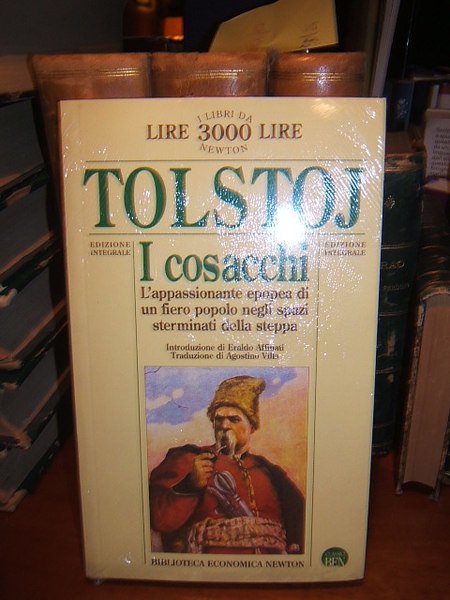 I LIBRI DA
LIRE 3000 LIRE
NEWTON
TOLSTOJ
EDIZIONE
INTEGRALE
EDIZIONE
INTEGRALE
I cosacchi
L'appassionante epopea di
un fiero popolo negli spazi
sterminati della steppa
Introduzione di Eraldo Affinati
Traduzione di Agostino Villa
BIBLIOTECA ECONOMICA NEWTON
CLASSICI
BEN